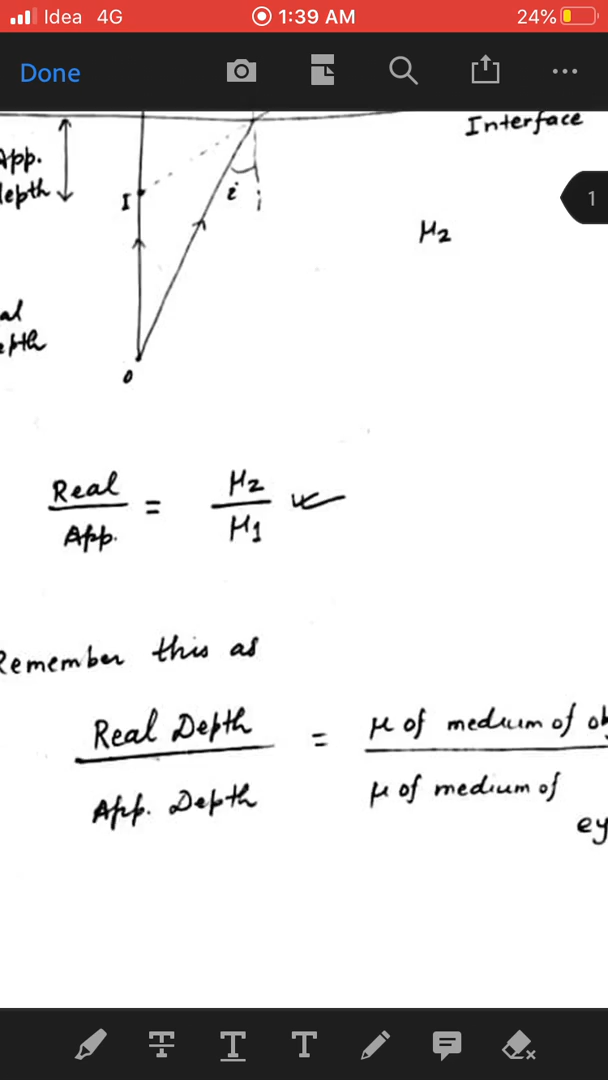 Idea 4G 1:39 AM 24%
Done
Interface
App.
depth
I
i
1
μ2
O
Real = μ2
App. μ1
Remember this as
Real Depth = μ of medium of
App. Depth μ of medium of